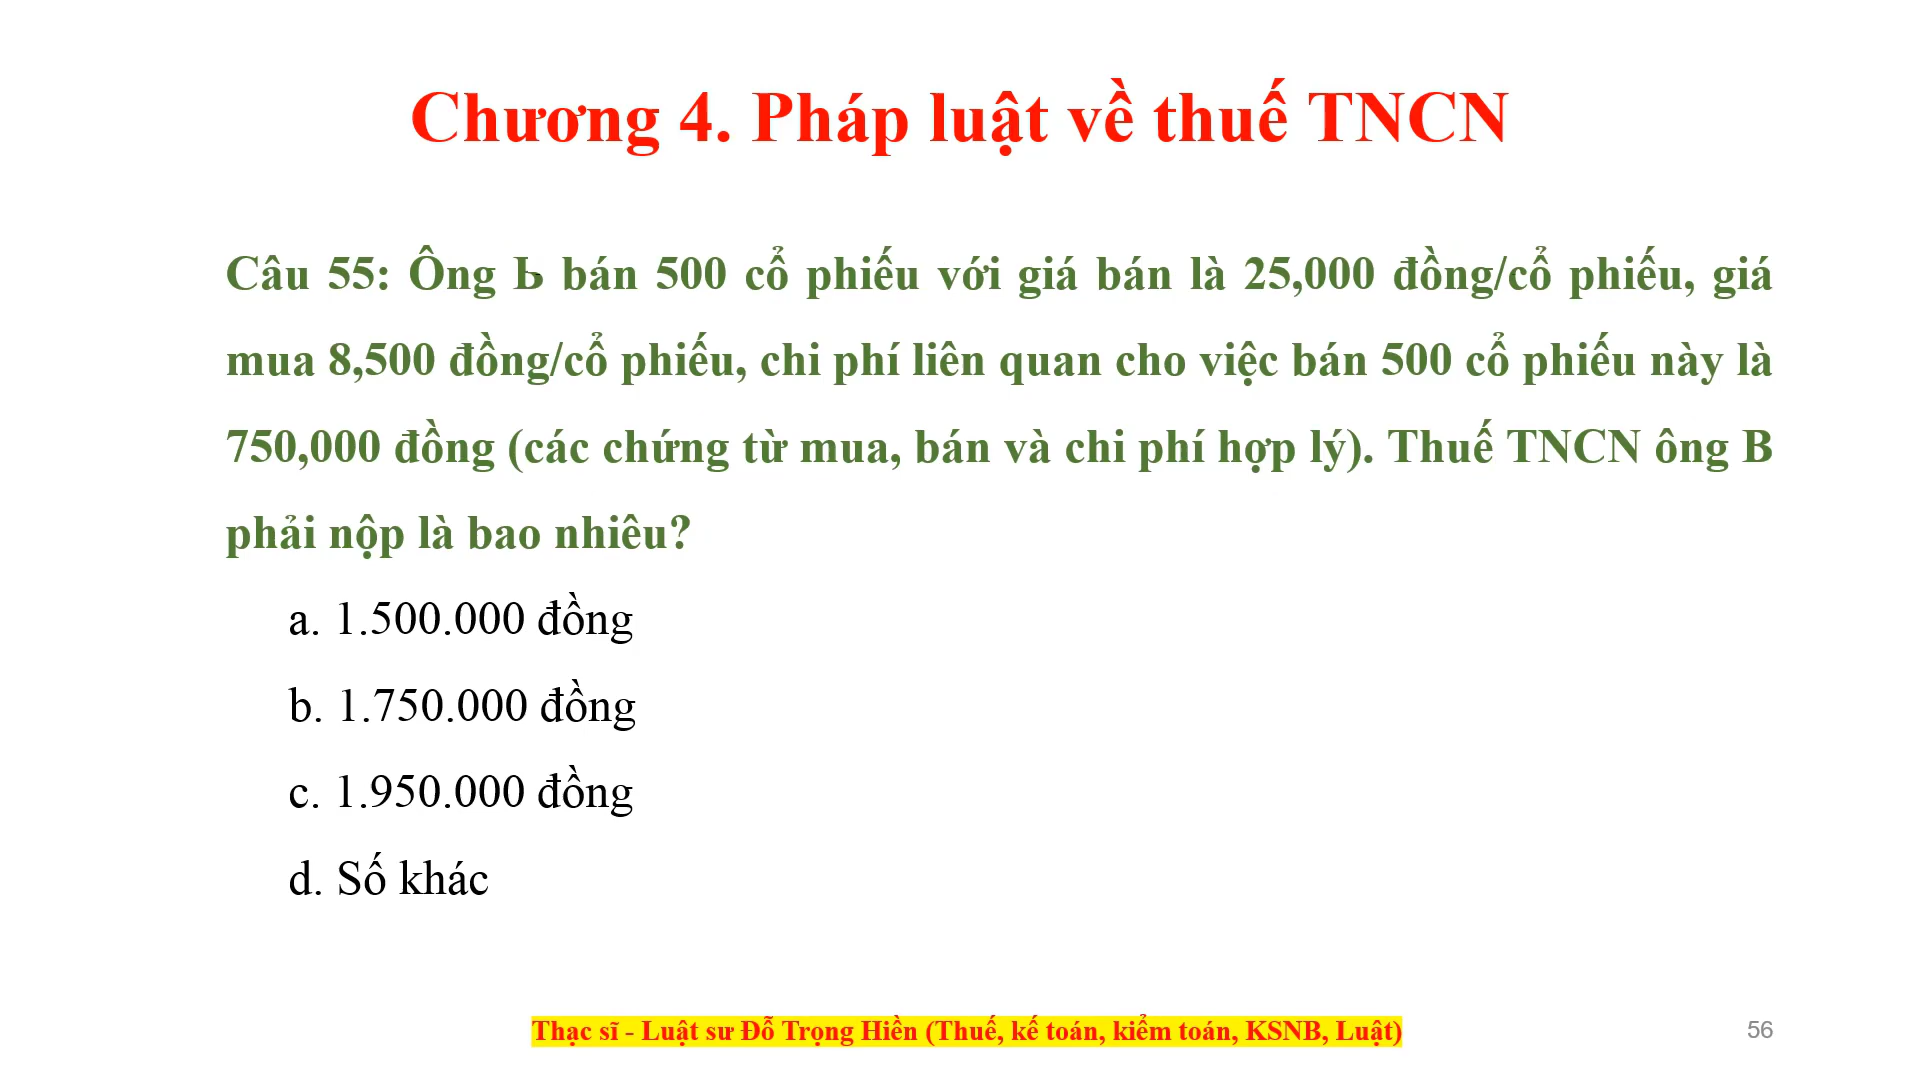 Chương 4. Pháp luật về thuế TNCN
Câu 55: Ông B bán 500 cổ phiếu với giá bán là 25,000 đồng/cổ phiếu, giá
mua 8,500 đồng/cổ phiếu, chi phí liên quan cho việc bán 500 cổ phiếu này là
750,000 đồng (các chứng từ mua, bán và chi phí hợp lý). Thuế TNCN ông B
phải nộp là bao nhiêu?
a. 1.500.000 đồng
b. 1.750.000 đồng
c. 1.950.000 đồng
d. Số khác
Thạc sĩ - Luật sư Đỗ Trọng Hiền (Thuế, kế toán, kiểm toán, KSNB, Luật)
56